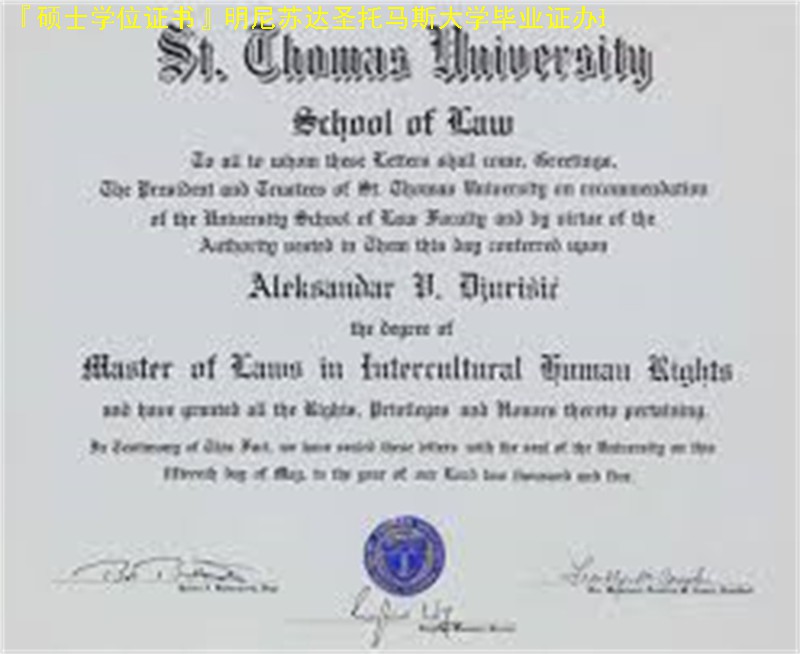 『硕士学位证书』明尼苏达圣托马斯大学毕业证办
St. Thomas University
School of Law
To all to whom these Letters shall come, Greetings,
The President and Trustees of St. Thomas University on recommendation
of the University School of Law Faculty and by virtue of the
Authority vested in Them this day conferred upon
Aleksandar V. Djurišić
the degree of
Master of Laws in Intercultural Human Rights
and have granted all the Rights, Privileges and Honors thereto pertaining.
In Testimony of This Fact, we have sealed these letters with the seal of the University on this
fifteenth day of May, in the year of our Lord two thousand and five.